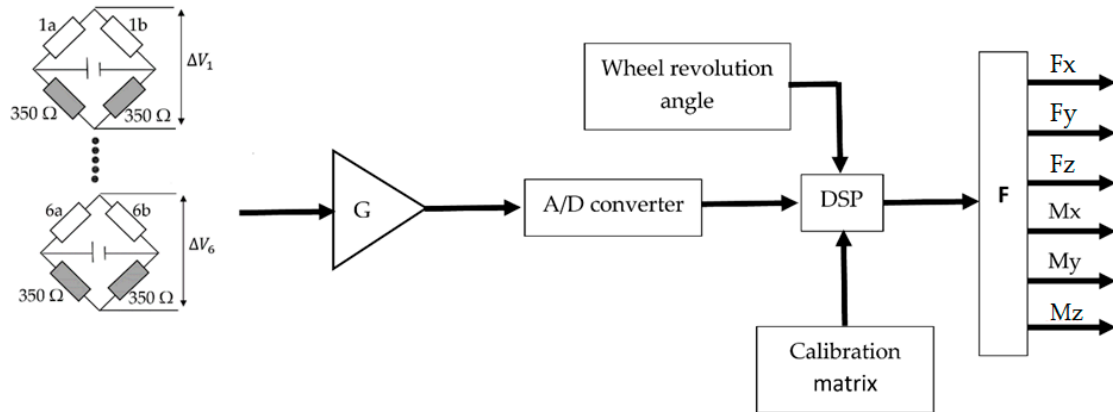 1a
1b
ΔV₁
350 Ω
350 Ω
6a
6b
ΔV₆
350 Ω
350 Ω
G
A/D converter
Wheel revolution
angle
DSP
Calibration
matrix
F
Fx
Fy
Fz
Mx
My
Mz